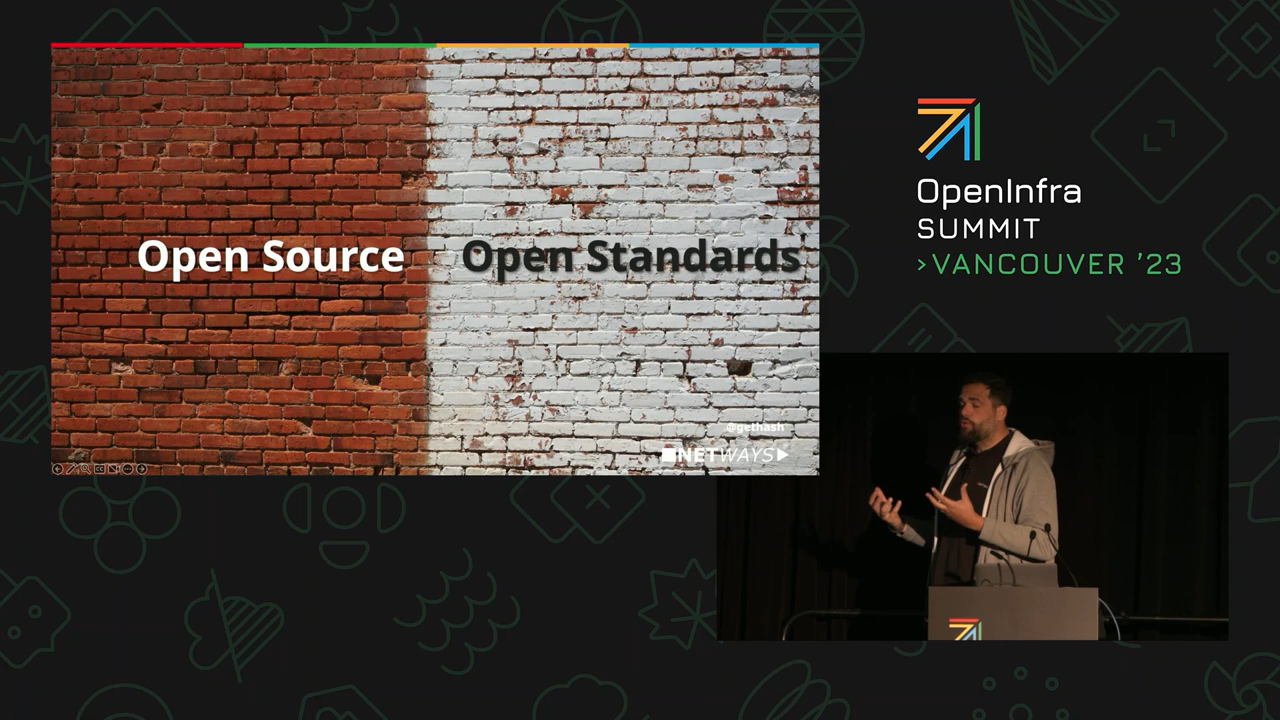 Open Source
Open Standards
@gethash
NETWAYS
OpenInfra
SUMMIT
>VANCOUVER ’23